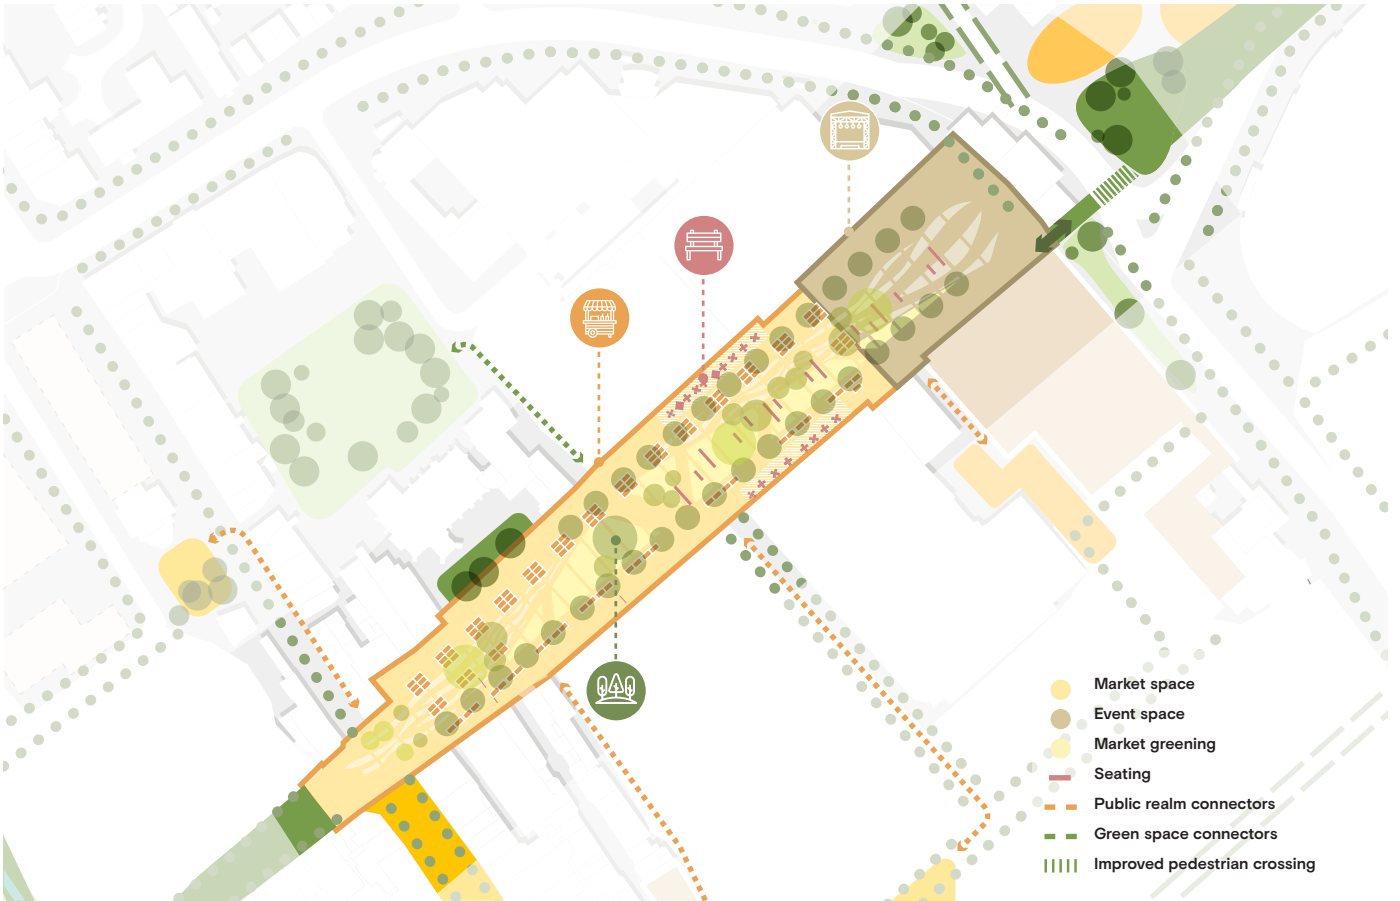 Market space
Event space
Market greening
Seating
Public realm connectors
Green space connectors
Improved pedestrian crossing